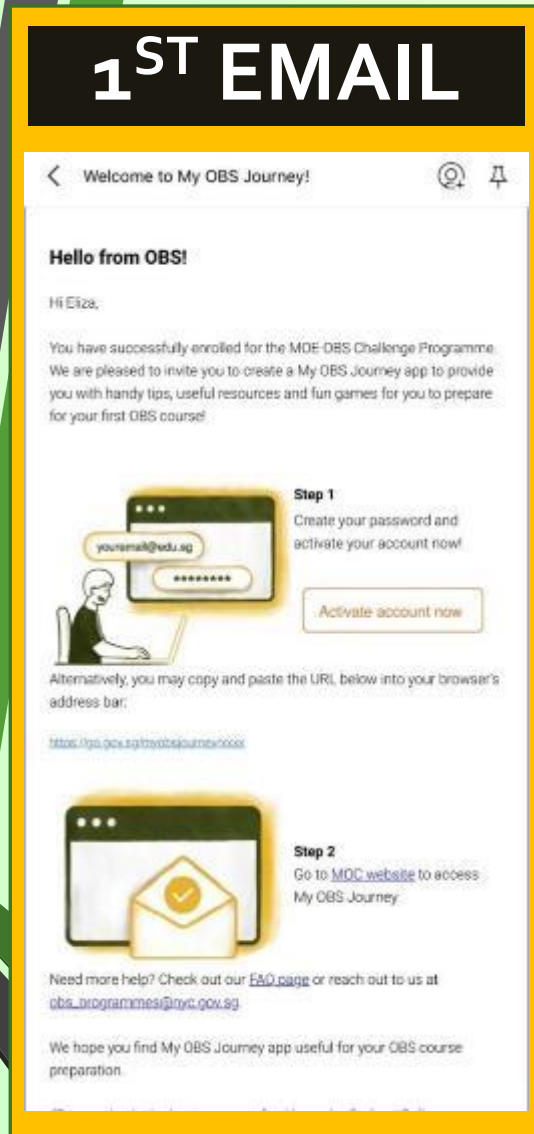 1ST EMAIL
Welcome to My OBS Journey!
Hello from OBS!
Hi Eliza,
You have successfully enrolled for the MOE-OBS Challenge Programme.
We are pleased to invite you to create a My OBS Journey app to provide
you with handy tips, useful resources and fun games for you to prepare
for your first OBS course!
Step 1
Create your password and
activate your account now!
youremail@edu.sg
********
Activate account now
Alternatively, you may copy and paste the URL below into your browser's
address bar:
https://go.gov.sg/myobsjourneyxxxx
Step 2
Go to MOC website to access
My OBS Journey
Need more help? Check out our FAQ page or reach out to us at
obs_programmes@nyc.gov.sg
We hope you find My OBS Journey app useful for your OBS course
preparation.